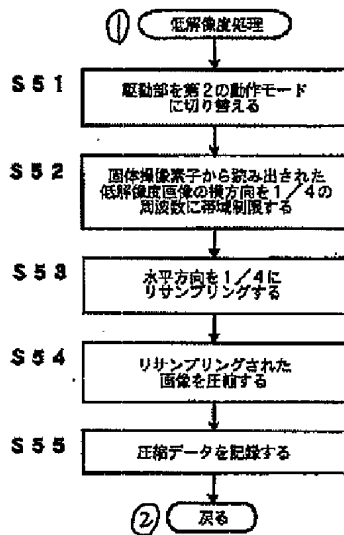 ① 低解像度処理
S51
駆動部を第2の動作モード
に切り替える
S52
固体撮像素子から読み出された
低解像度画像の横方向を1/4の
周波数に帯域制限する
S53
水平方向を1/4に
リサンプリングする
S54
リサンプリングされた
画像を圧縮する
S55
圧縮データを記録する
② 戻る